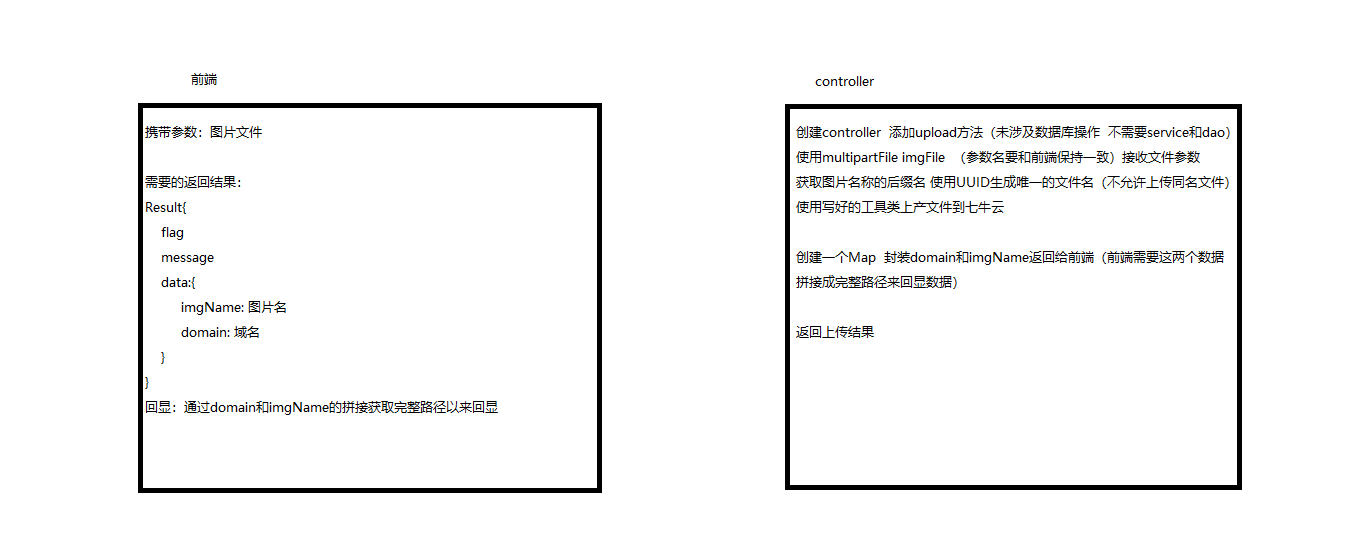 前端
携带参数：图片文件
需要的返回结果：
Result{
flag
message
data:{
imgName: 图片名
domain: 域名
}
}
回显：通过domain和imgName的拼接获取完整路径以来回显
controller
创建controller 添加upload方法（未涉及数据库操作 不需要service和dao）
使用multipartFile imgFile （参数名要和前端保持一致）接收文件参数
获取图片名称的后缀名 使用UUID生成唯一的文件名（不允许上传同名文件）
使用写好的工具类上产文件到七牛云
创建一个Map 封装domain和imgName返回给前端（前端需要这两个数据
拼接成完整路径来回显数据）
返回上传结果